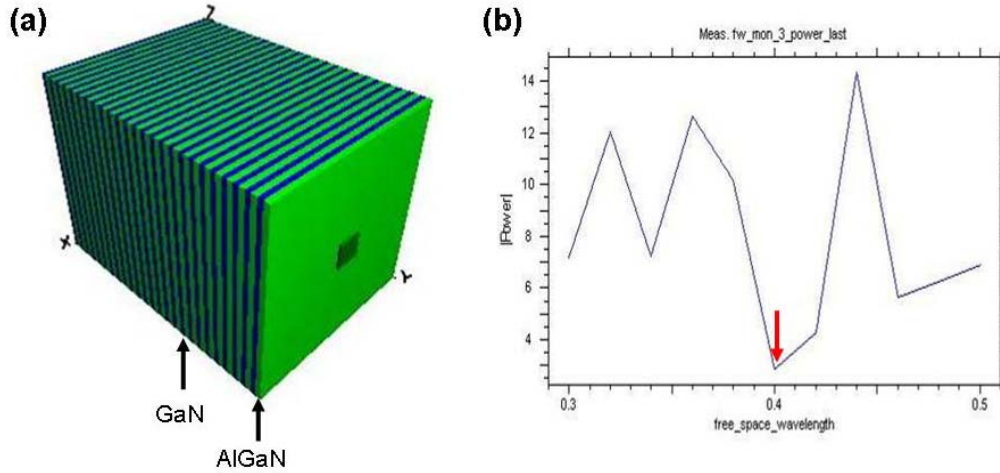 (a)
Z
X
Y
GaN
AlGaN
(b)
Meas. fw_mon_3_power_last
|Power|
14
12
10
8
6
4
0.3 0.4 0.5
free_space_wavelength